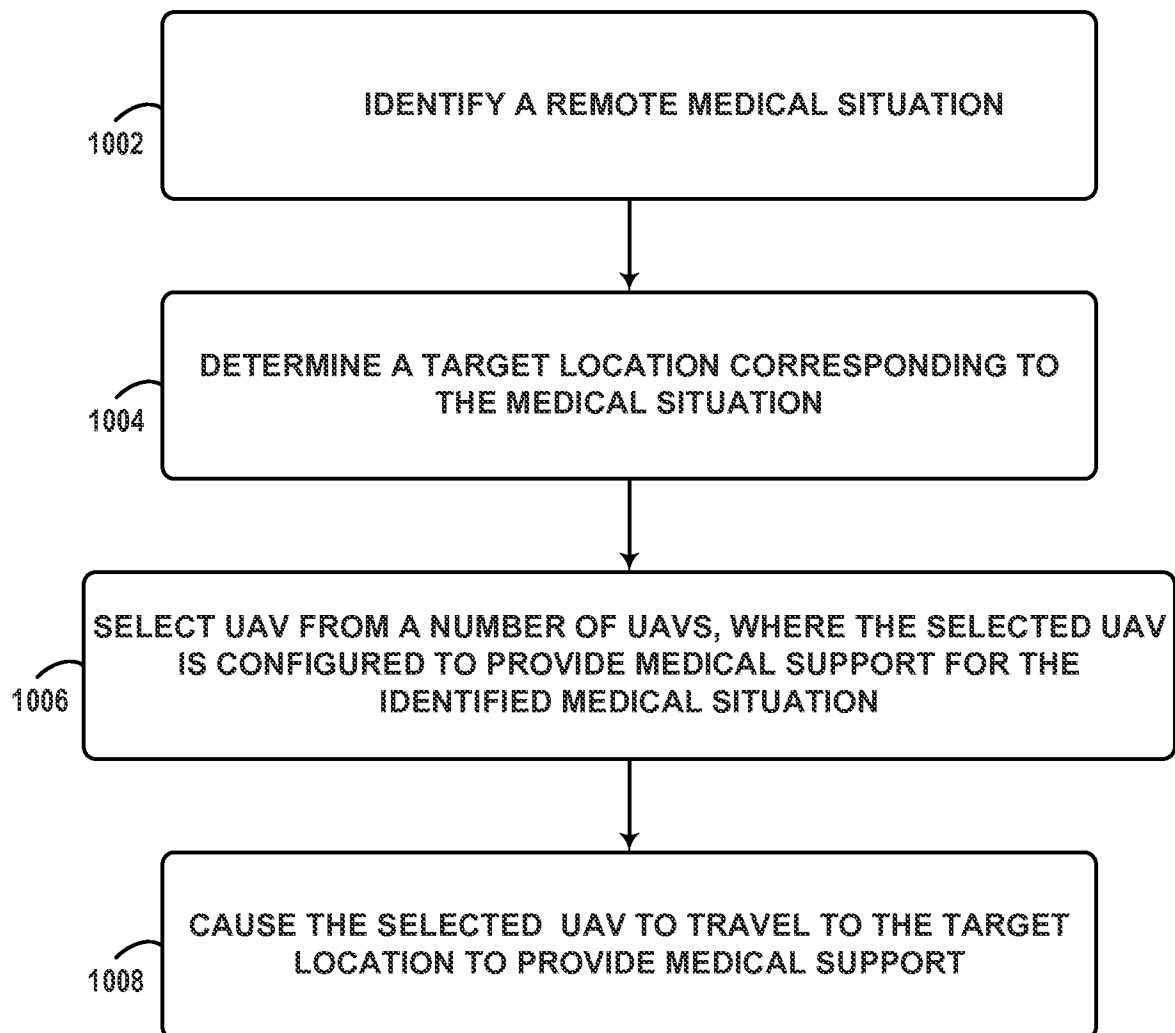 IDENTIFY A REMOTE MEDICAL SITUATION
1002
DETERMINE A TARGET LOCATION CORRESPONDING TO
THE MEDICAL SITUATION
1004
SELECT UAV FROM A NUMBER OF UAVS, WHERE THE SELECTED UAV
IS CONFIGURED TO PROVIDE MEDICAL SUPPORT FOR THE
IDENTIFIED MEDICAL SITUATION
1006
CAUSE THE SELECTED UAV TO TRAVEL TO THE TARGET
LOCATION TO PROVIDE MEDICAL SUPPORT
1008